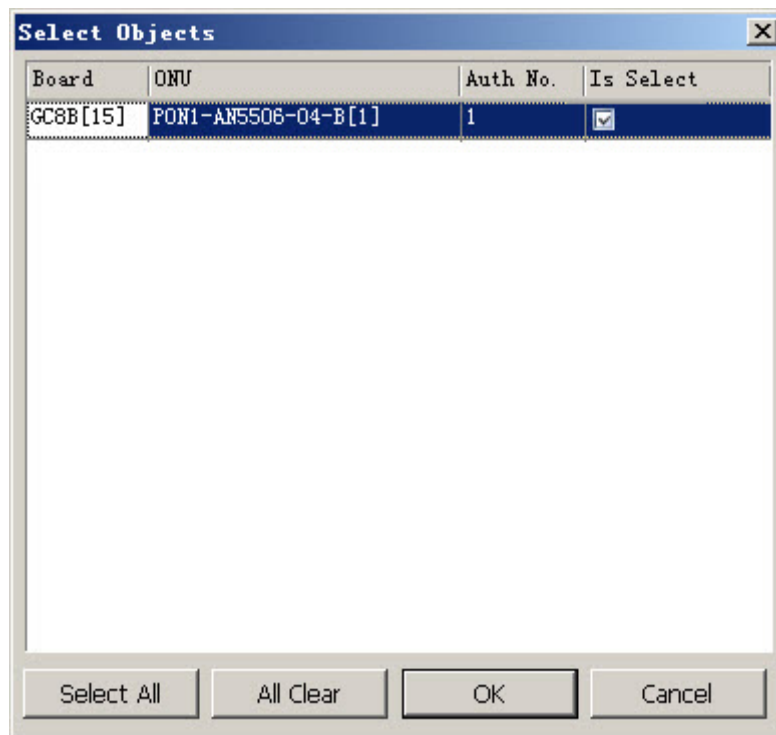 Select Objects
Board ONU Auth No. Is Select
GC8B[15] PON1-AN5506-04-B[1] 1
Select All All Clear OK Cancel